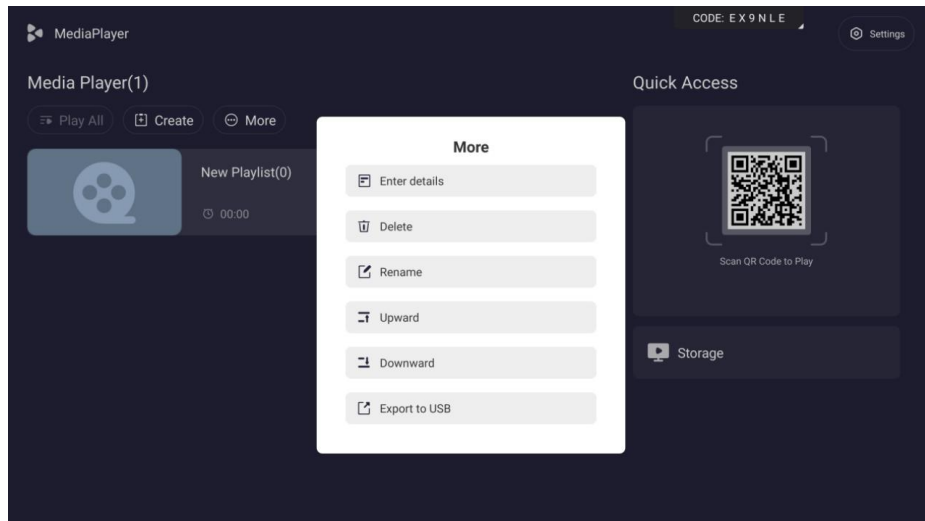 CODE: EX9NLE
MediaPlayer
Settings
Media Player(1)
Quick Access
Play All
Create
More
New Playlist(0)
00:00
More
Enter details
Delete
Rename
Upward
Downward
Export to USB
Scan QR Code to Play
Storage